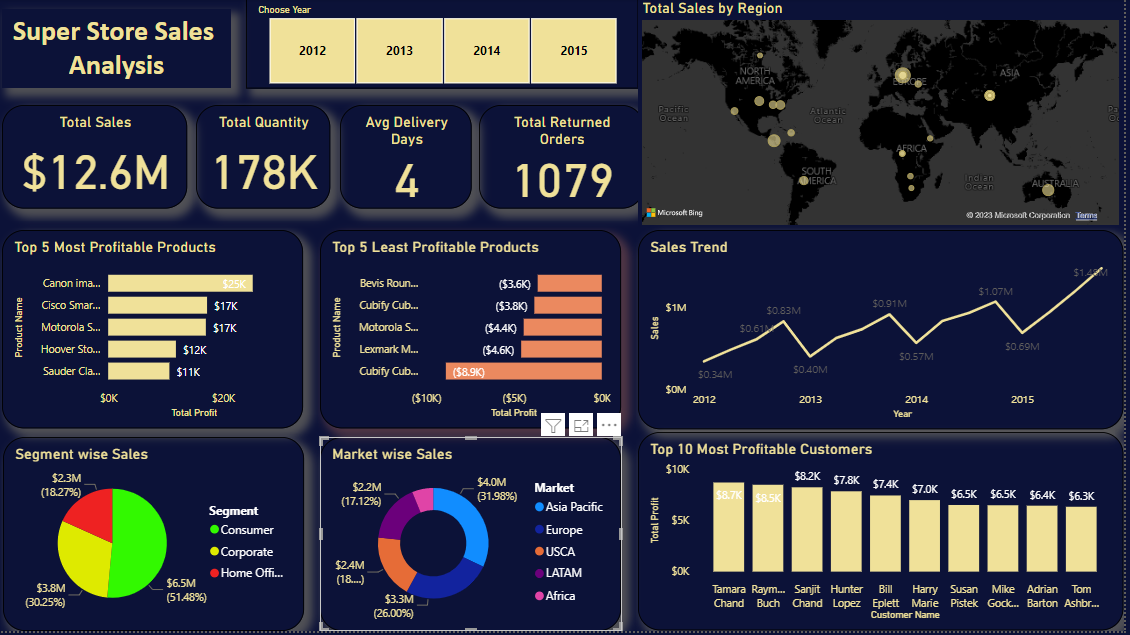 Super Store Sales
Analysis
Choose Year
2012
2013
2014
2015
Total Sales by Region
NORTH
AMERICA
EUROPE
ASIA
Pacific
Ocean
Atlantic
Ocean
Pa
Oc
AFRICA
SOUTH
AMERICA
Indian
Ocean
AUSTRALIA
Microsoft Bing
© 2023 Microsoft Corporation Terms
Total Sales
$12.6M
Total Quantity
178K
Avg Delivery
Days
4
Total Returned
Orders
1079
Top 5 Most Profitable Products
Product Name
Canon ima... $25K
Cisco Smar... $17K
Motorola S... $17K
Hoover Sto... $12K
Sauder Cla... $11K
$0K $20K
Total Profit
Top 5 Least Profitable Products
Product Name
Bevis Roun... ($3.6K)
Cubify Cub... ($3.8K)
Motorola S... ($4.4K)
Lexmark M... ($4.6K)
Cubify Cub... ($8.9K)
($10K) ($5K) $0K
Total Profit
Sales Trend
Sales
$1M
$0M
$0.34M
$0.61M
$0.83M
$0.40M
$0.91M
$0.57M
$1.07M
$0.69M
2012 2013 2014 2015
Year
Segment wise Sales
$2.3M
(18.27%)
$3.8M
(30.25%)
$6.5M
(51.48%)
Segment
Consumer
Corporate
Home Offi...
Market wise Sales
$2.2M
(17.12%)
$4.0M
(31.98%)
$2.4M
(18....)
$3.3M
(26.00%)
Market
Asia Pacific
Europe
USCA
LATAM
Africa
Top 10 Most Profitable Customers
Total Profit
$10K
$5K
$0K
$8.7K
$8.5K
$8.2K
$7.8K
$7.4K
$7.0K
$6.5K
$6.5K
$6.4K
$6.3K
Tamara
Chand
Raym...
Buch
Sanjit
Chand
Hunter
Lopez
Bill
Eplett
Harry
Marie
Susan
Pistek
Mike
Gock...
Adrian
Barton
Tom
Ashbr...
Customer Name